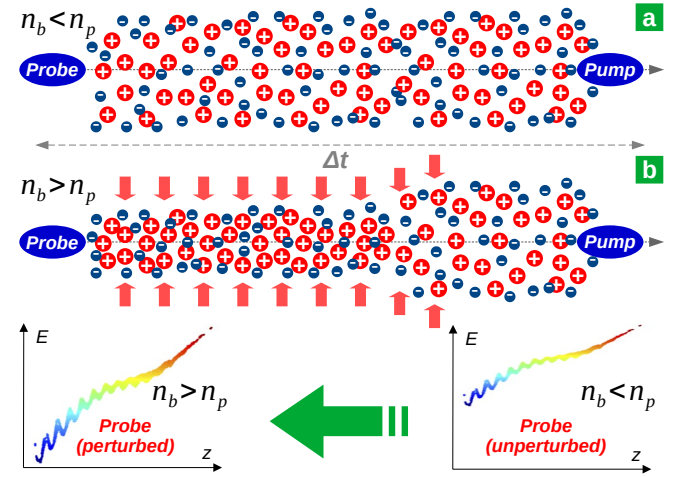 n_b < n_p
a
Probe
Pump
Δt
n_b > n_p
b
Probe
Pump
E
n_b > n_p
Probe
(perturbed)
z
E
n_b < n_p
Probe
(unperturbed)
z